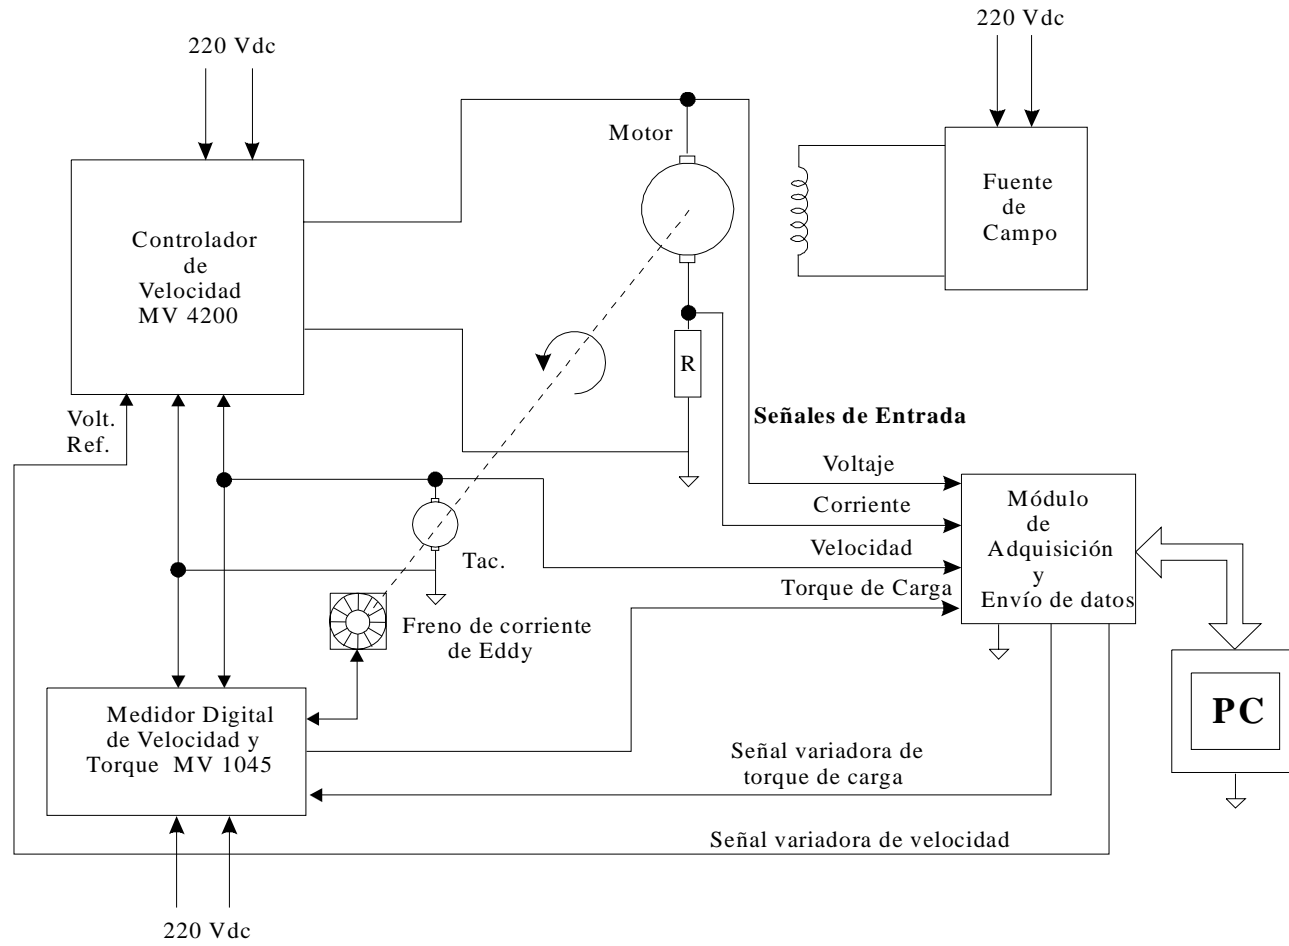 220 Vdc
220 Vdc
Motor
Fuente
de
Campo
Controlador
de
Velocidad
MV 4200
R
Volt.
Ref.
Señales de Entrada
Voltaje
Corriente
Velocidad
Torque de Carga
Módulo
de
Adquisición
y
Envío de datos
Tac.
Freno de corriente
de Eddy
PC
Medidor Digital
de Velocidad y
Torque MV 1045
Señal variadora de
torque de carga
Señal variadora de velocidad
220 Vdc